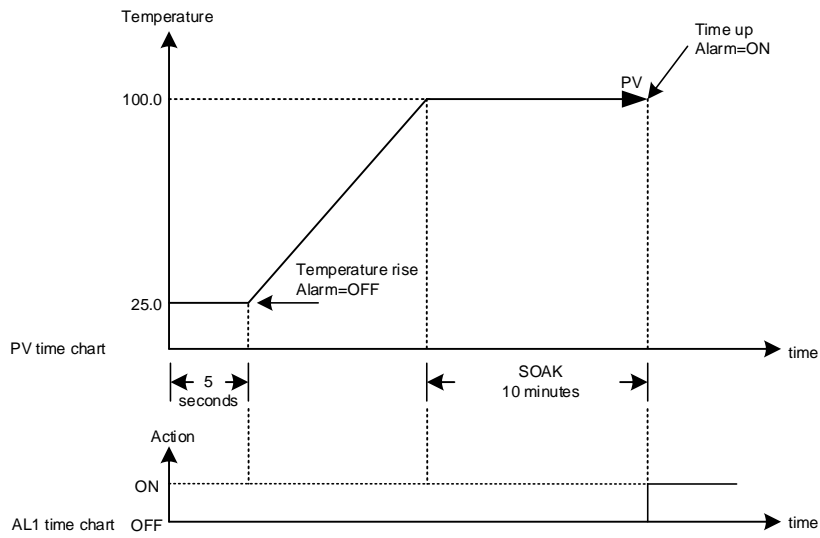 Temperature
Time up
Alarm=ON
PV
100.0
Temperature rise
Alarm=OFF
25.0
PV time chart
time
5
seconds
SOAK
10 minutes
Action
ON
AL1 time chart
OFF
time